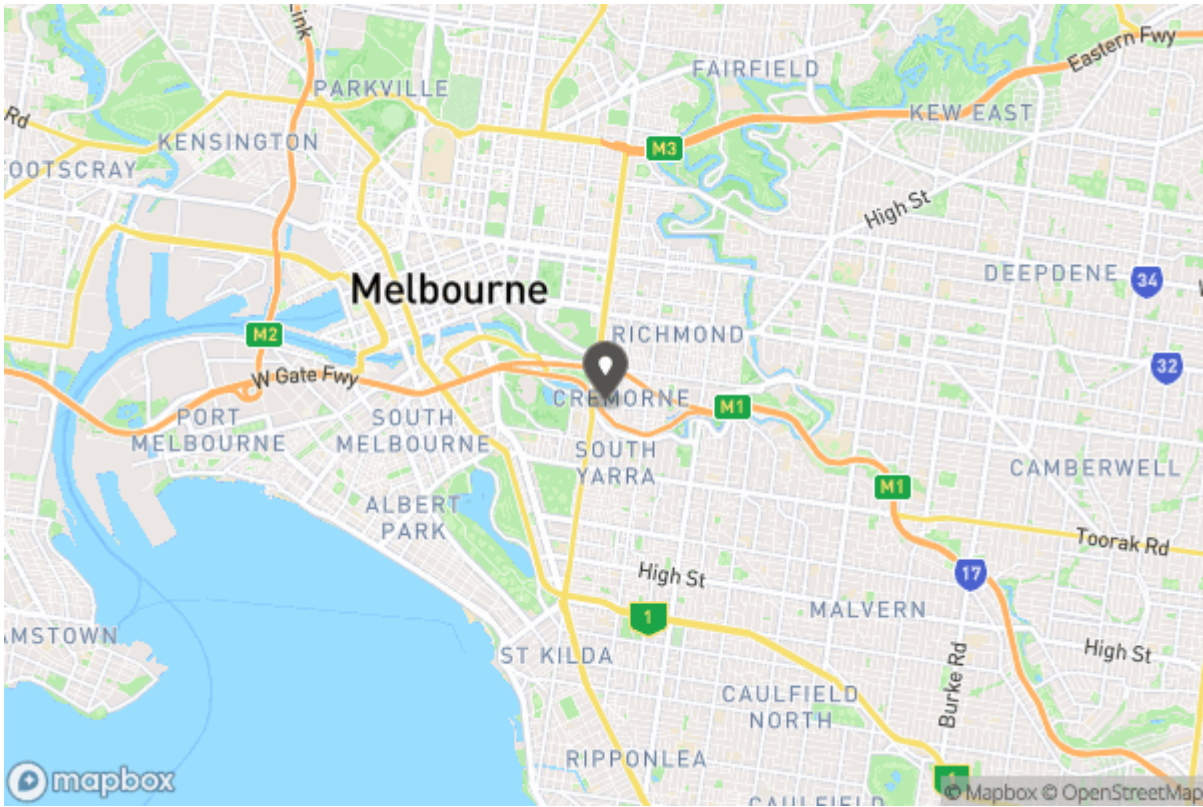 Link
Eastern Fwy
FAIRFIELD
PARKVILLE
KEW EAST
Rd
KENSINGTON
M3
OOTSCRAY
High St
DEEPDENE
34
Melbourne
M2
RICHMOND
32
W Gate Fwy
CREMORNE
M1
PORT
MELBOURNE
SOUTH
MELBOURNE
SOUTH
YARRA
CAMBERWELL
M1
ALBERT
PARK
Toorak Rd
High St
17
1
MALVERN
AMSTOWN
ST KILDA
High St
Burke Rd
CAULFIELD
NORTH
RIPPONLEA
mapbox
CAULFIELD
© Mapbox © OpenStreetMap